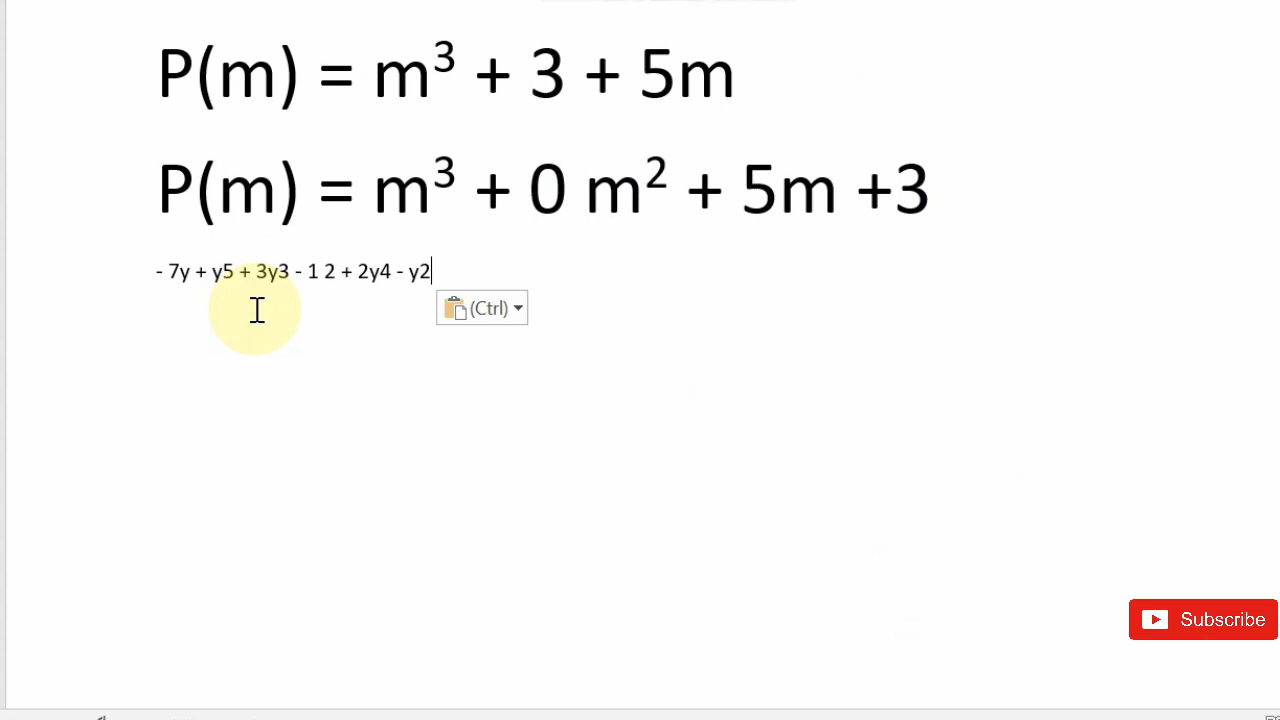 P(m) = m³ + 3 + 5m
P(m) = m³ + 0 m² + 5m +3
- 7y + y5 + 3y3 - 1 2 + 2y4 - y2
(Ctrl)
Subscribe